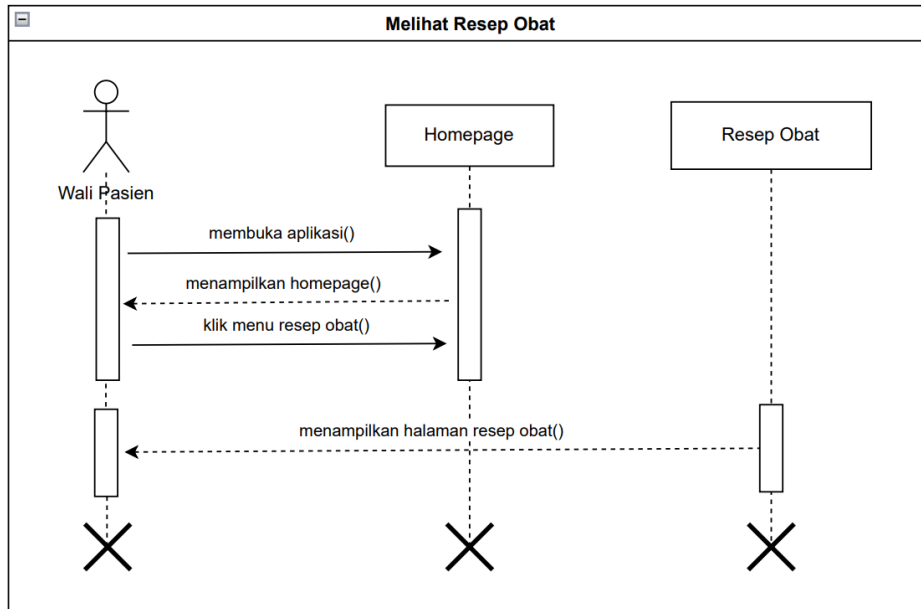 Melihat Resep Obat
Homepage
Resep Obat
Wali Pasien
membuka aplikasi()
menampilkan homepage()
klik menu resep obat()
menampilkan halaman resep obat()